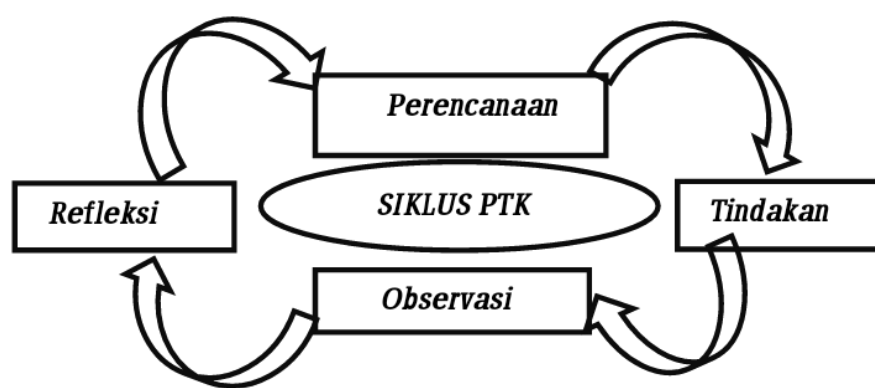 Perencanaan
Refleksi
SIKLUS PTK
Tindakan
Observasi